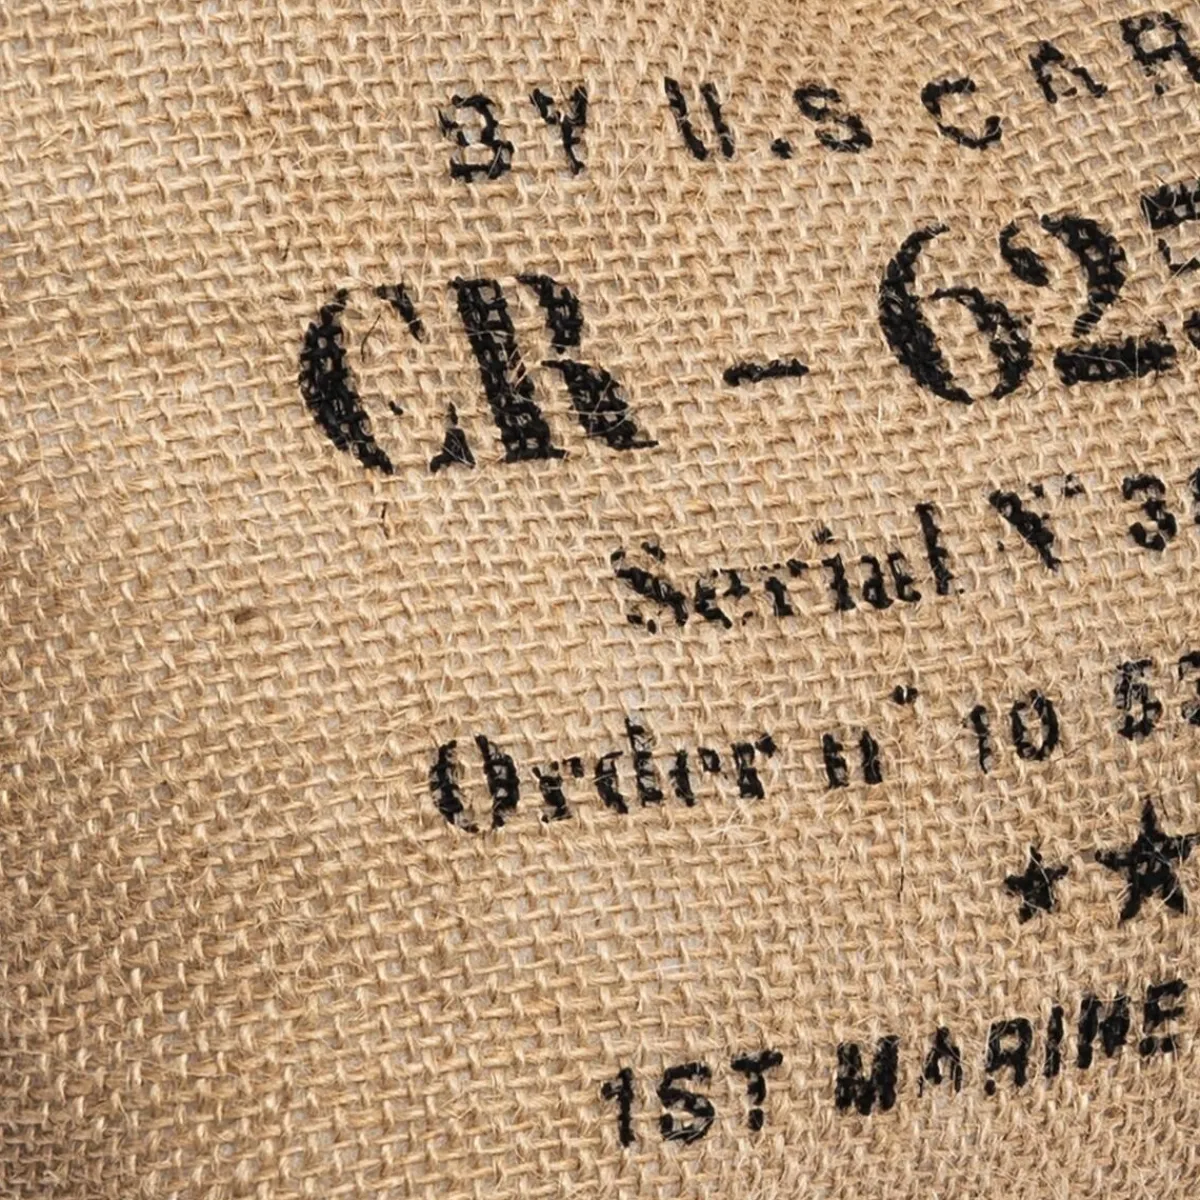 BY U.S CAR
CR - 62
Serial N° 3
Order n° 10 5
1ST MARINE